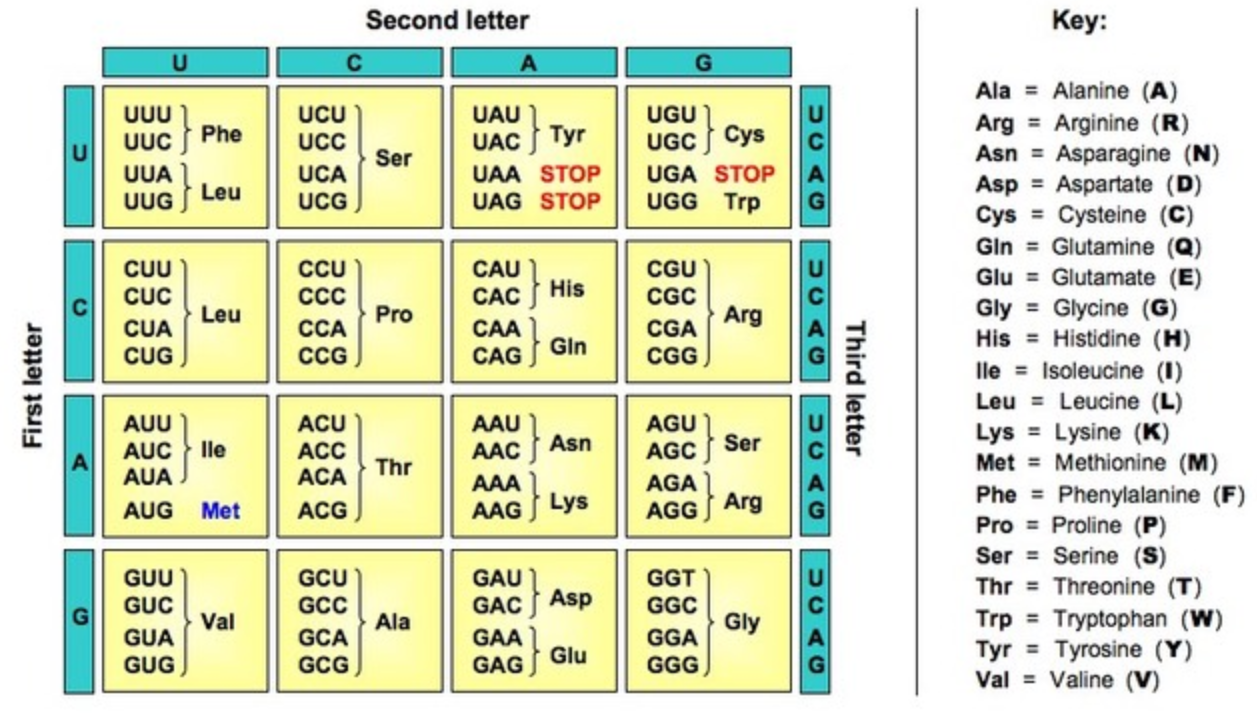 Second letter
U C A G
First letter
U
UUU
UUC
Phe
UUA
UUG
Leu
UCU
UCC
UCA
UCG
Ser
UAU
UAC
Tyr
UAA STOP
UAG STOP
UGU
UGC
Cys
UGA STOP
UGG Trp
U
C
A
G
C
CUU
CUC
CUA
CUG
Leu
CCU
CCC
CCA
CCG
Pro
CAU
CAC
His
CAA
CAG
Gln
CGU
CGC
CGA
CGG
Arg
U
C
A
G
A
AUU
AUC
AUA
Ile
AUG Met
ACU
ACC
ACA
ACG
Thr
AAU
AAC
Asn
AAA
AAG
Lys
AGU
AGC
Ser
AGA
AGG
Arg
U
C
A
G
G
GUU
GUC
GUA
GUG
Val
GCU
GCC
GCA
GCG
Ala
GAU
GAC
Asp
GAA
GAG
Glu
GGT
GGC
GGA
GGG
Gly
U
C
A
G
Third letter
Key:
Ala = Alanine (A)
Arg = Arginine (R)
Asn = Asparagine (N)
Asp = Aspartate (D)
Cys = Cysteine (C)
Gln = Glutamine (Q)
Glu = Glutamate (E)
Gly = Glycine (G)
His = Histidine (H)
Ile = Isoleucine (I)
Leu = Leucine (L)
Lys = Lysine (K)
Met = Methionine (M)
Phe = Phenylalanine (F)
Pro = Proline (P)
Ser = Serine (S)
Thr = Threonine (T)
Trp = Tryptophan (W)
Tyr = Tyrosine (Y)
Val = Valine (V)